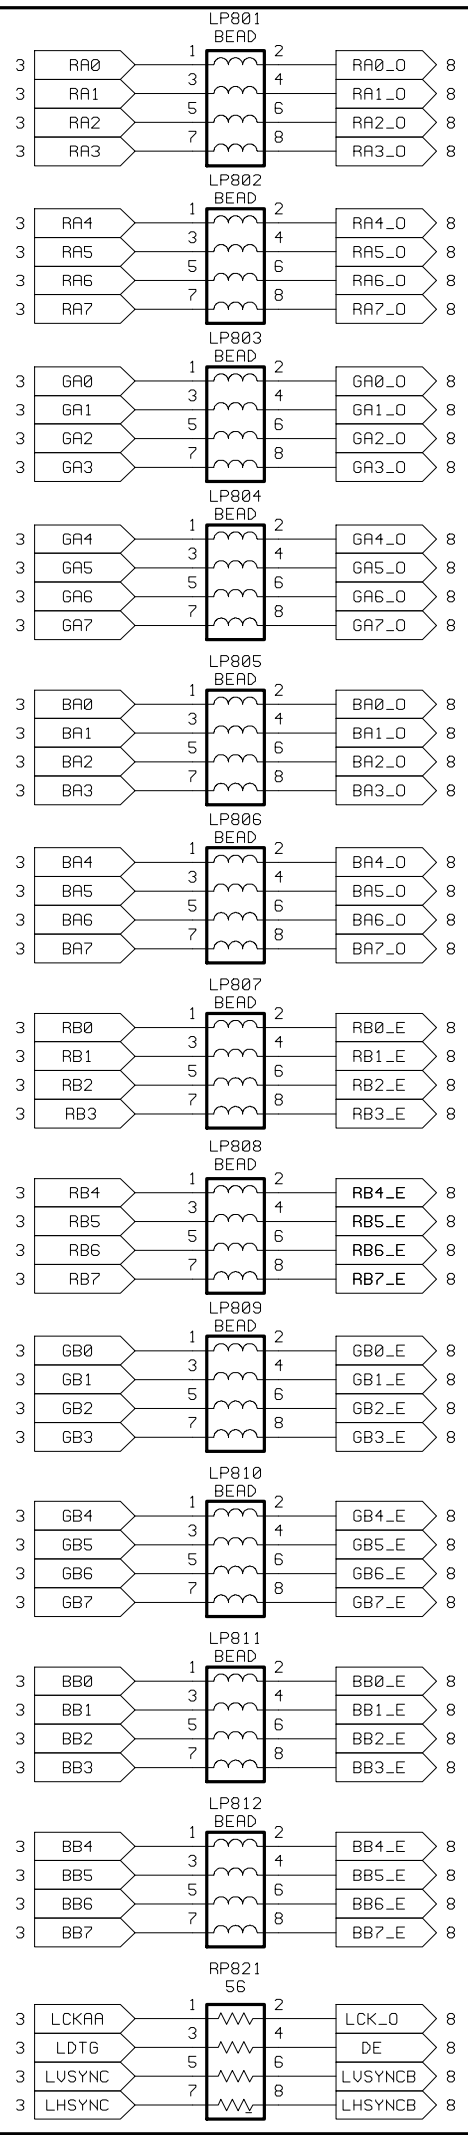 LP801
BEAD
1 2
3 RA0 RA0_O 8
3 4
3 RA1 RA1_O 8
5 6
3 RA2 RA2_O 8
7 8
3 RA3 RA3_O 8
LP802
BEAD
1 2
3 RA4 RA4_O 8
3 4
3 RA5 RA5_O 8
5 6
3 RA6 RA6_O 8
7 8
3 RA7 RA7_O 8
LP803
BEAD
1 2
3 GA0 GA0_O 8
3 4
3 GA1 GA1_O 8
5 6
3 GA2 GA2_O 8
7 8
3 GA3 GA3_O 8
LP804
BEAD
1 2
3 GA4 GA4_O 8
3 4
3 GA5 GA5_O 8
5 6
3 GA6 GA6_O 8
7 8
3 GA7 GA7_O 8
LP805
BEAD
1 2
3 BA0 BA0_O 8
3 4
3 BA1 BA1_O 8
5 6
3 BA2 BA2_O 8
7 8
3 BA3 BA3_O 8
LP806
BEAD
1 2
3 BA4 BA4_O 8
3 4
3 BA5 BA5_O 8
5 6
3 BA6 BA6_O 8
7 8
3 BA7 BA7_O 8
LP807
BEAD
1 2
3 RB0 RB0_E 8
3 4
3 RB1 RB1_E 8
5 6
3 RB2 RB2_E 8
7 8
3 RB3 RB3_E 8
LP808
BEAD
1 2
3 RB4 RB4_E 8
3 4
3 RB5 RB5_E 8
5 6
3 RB6 RB6_E 8
7 8
3 RB7 RB7_E 8
LP809
BEAD
1 2
3 GB0 GB0_E 8
3 4
3 GB1 GB1_E 8
5 6
3 GB2 GB2_E 8
7 8
3 GB3 GB3_E 8
LP810
BEAD
1 2
3 GB4 GB4_E 8
3 4
3 GB5 GB5_E 8
5 6
3 GB6 GB6_E 8
7 8
3 GB7 GB7_E 8
LP811
BEAD
1 2
3 BB0 BB0_E 8
3 4
3 BB1 BB1_E 8
5 6
3 BB2 BB2_E 8
7 8
3 BB3 BB3_E 8
LP812
BEAD
1 2
3 BB4 BB4_E 8
3 4
3 BB5 BB5_E 8
5 6
3 BB6 BB6_E 8
7 8
3 BB7 BB7_E 8
RP821
56
1 2
3 LCKAA LCK_O 8
3 4
3 LDTG DE 8
5 6
3 LVSYNC LVSYNCB 8
7 8
3 LHSYNC LHSYNCB 8